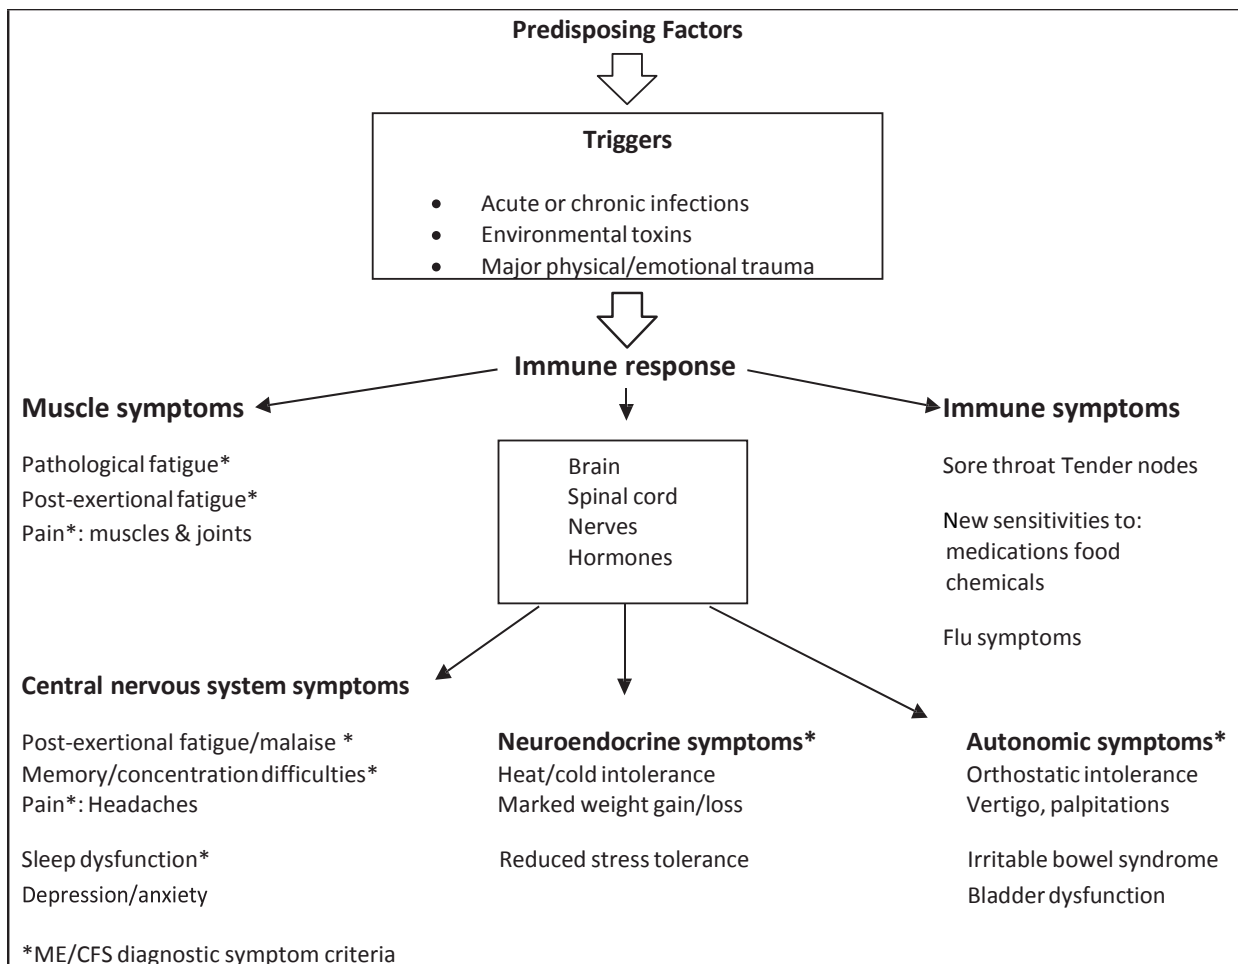 Predisposing Factors
Triggers
• Acute or chronic infections
• Environmental toxins
• Major physical/emotional trauma
Immune response
Muscle symptoms
Pathological fatigue*
Post-exertional fatigue*
Pain*: muscles & joints
Brain
Spinal cord
Nerves
Hormones
Immune symptoms
Sore throat Tender nodes
New sensitivities to:
medications food
chemicals
Flu symptoms
Central nervous system symptoms
Post-exertional fatigue/malaise *
Memory/concentration difficulties*
Pain*: Headaches
Sleep dysfunction*
Depression/anxiety
Neuroendocrine symptoms*
Heat/cold intolerance
Marked weight gain/loss
Reduced stress tolerance
Autonomic symptoms*
Orthostatic intolerance
Vertigo, palpitations
Irritable bowel syndrome
Bladder dysfunction
*ME/CFS diagnostic symptom criteria